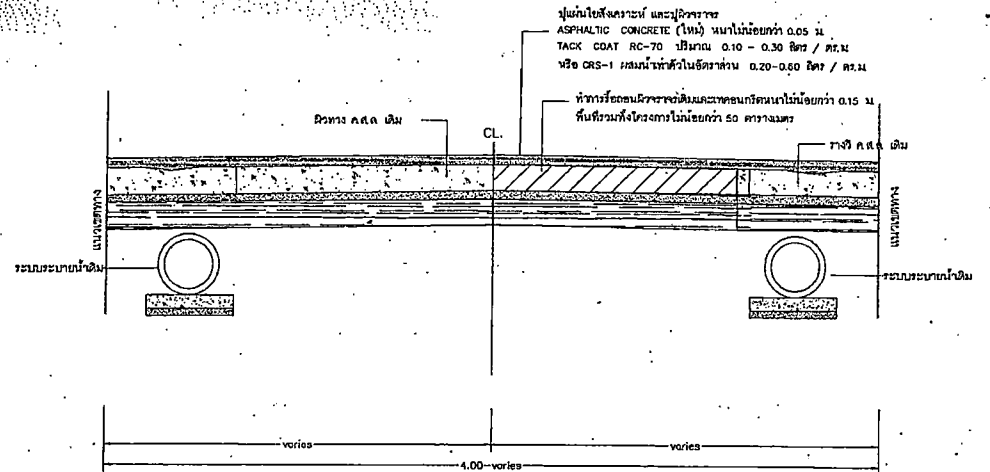 ปูแผ่นใยสังเคราะห์ และปูผิวจราจร
ASPHALTIC CONCRETE (ใหม่) หนาไม่น้อยกว่า 0.05 ม.
TACK COAT RC-70 ปริมาณ 0.10 - 0.30 ลิตร / ตร.ม
หรือ CRS-1 ผสมน้ำเท่าตัวในอัตราส่วน 0.20-0.60 ลิตร / ตร.ม
ทำการรื้อถอนผิวจราจรเดิมและเทคอนกรีตหนาไม่น้อยกว่า 0.15 ม
พื้นที่รวมทั้งโครงการไม่น้อยกว่า 50 ตารางเมตร
ผิวทาง ค.ส.ล เดิม
CL.
รางวี ค.ส.ล เดิม
แนวเขตทาง
แนวเขตทาง
ระบบระบายน้ำเดิม
ระบบระบายน้ำเดิม
varies
varies
4.00-varies